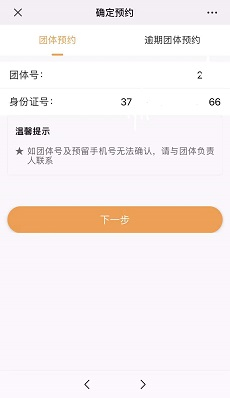 确定预约
团体预约 逾期团体预约
团体号： 2
身份证号： 37 66
温馨提示
★ 如团体号及预留手机号无法确认，请与团体负责
人联系
下一步